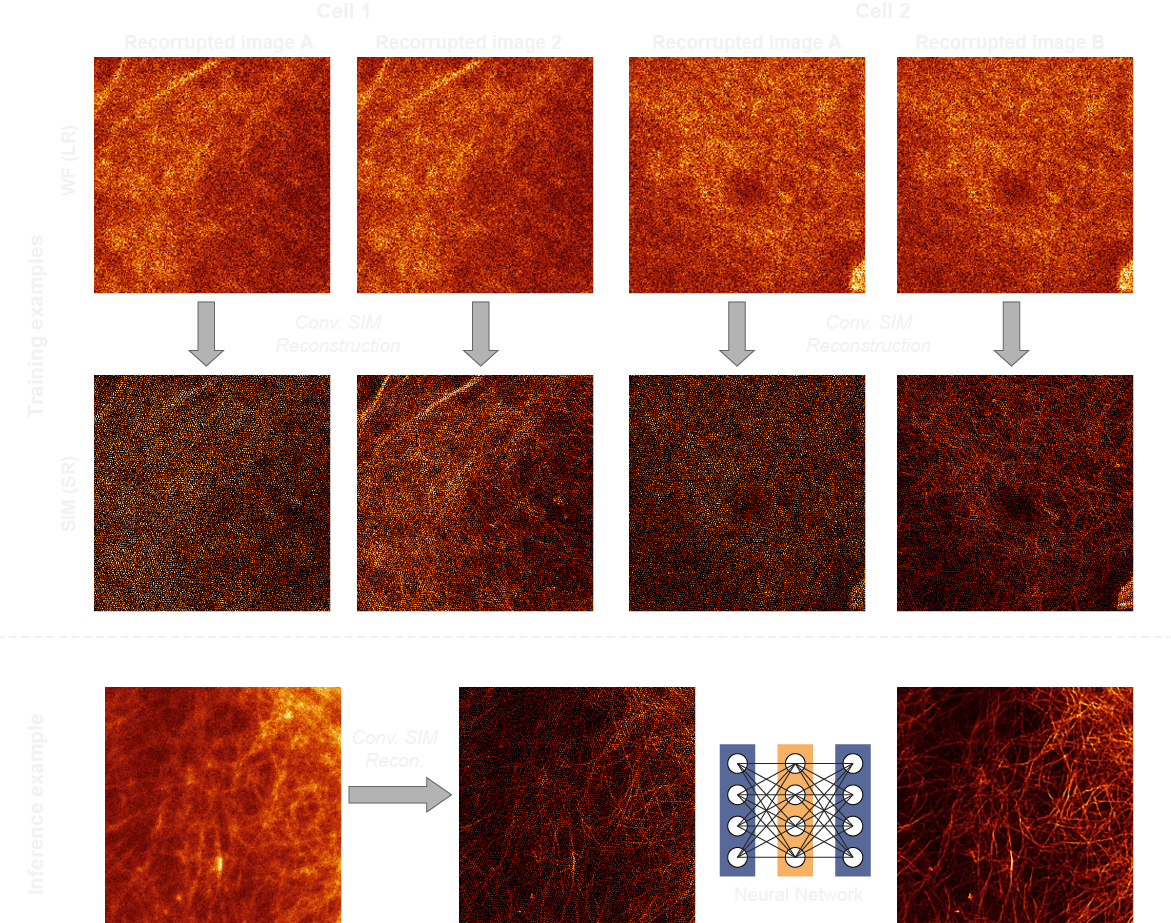 Cell 1
Cell 2
Recorrupted image A
Recorrupted image 2
Recorrupted image A
Recorrupted image B
WF (LR)
Training examples
Conv. SIM
Reconstruction
Conv. SIM
Reconstruction
SIM (SR)
Inference example
Conv. SIM
Recon.
Neural Network